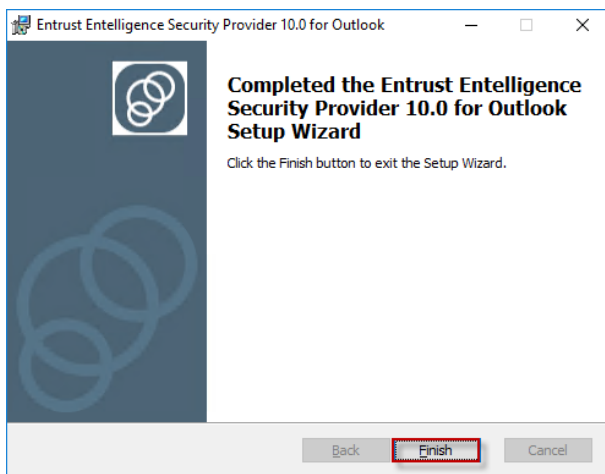 Entrust Entelligence Security Provider 10.0 for Outlook
Completed the Entrust Entelligence
Security Provider 10.0 for Outlook
Setup Wizard
Click the Finish button to exit the Setup Wizard.
Back
Finish
Cancel